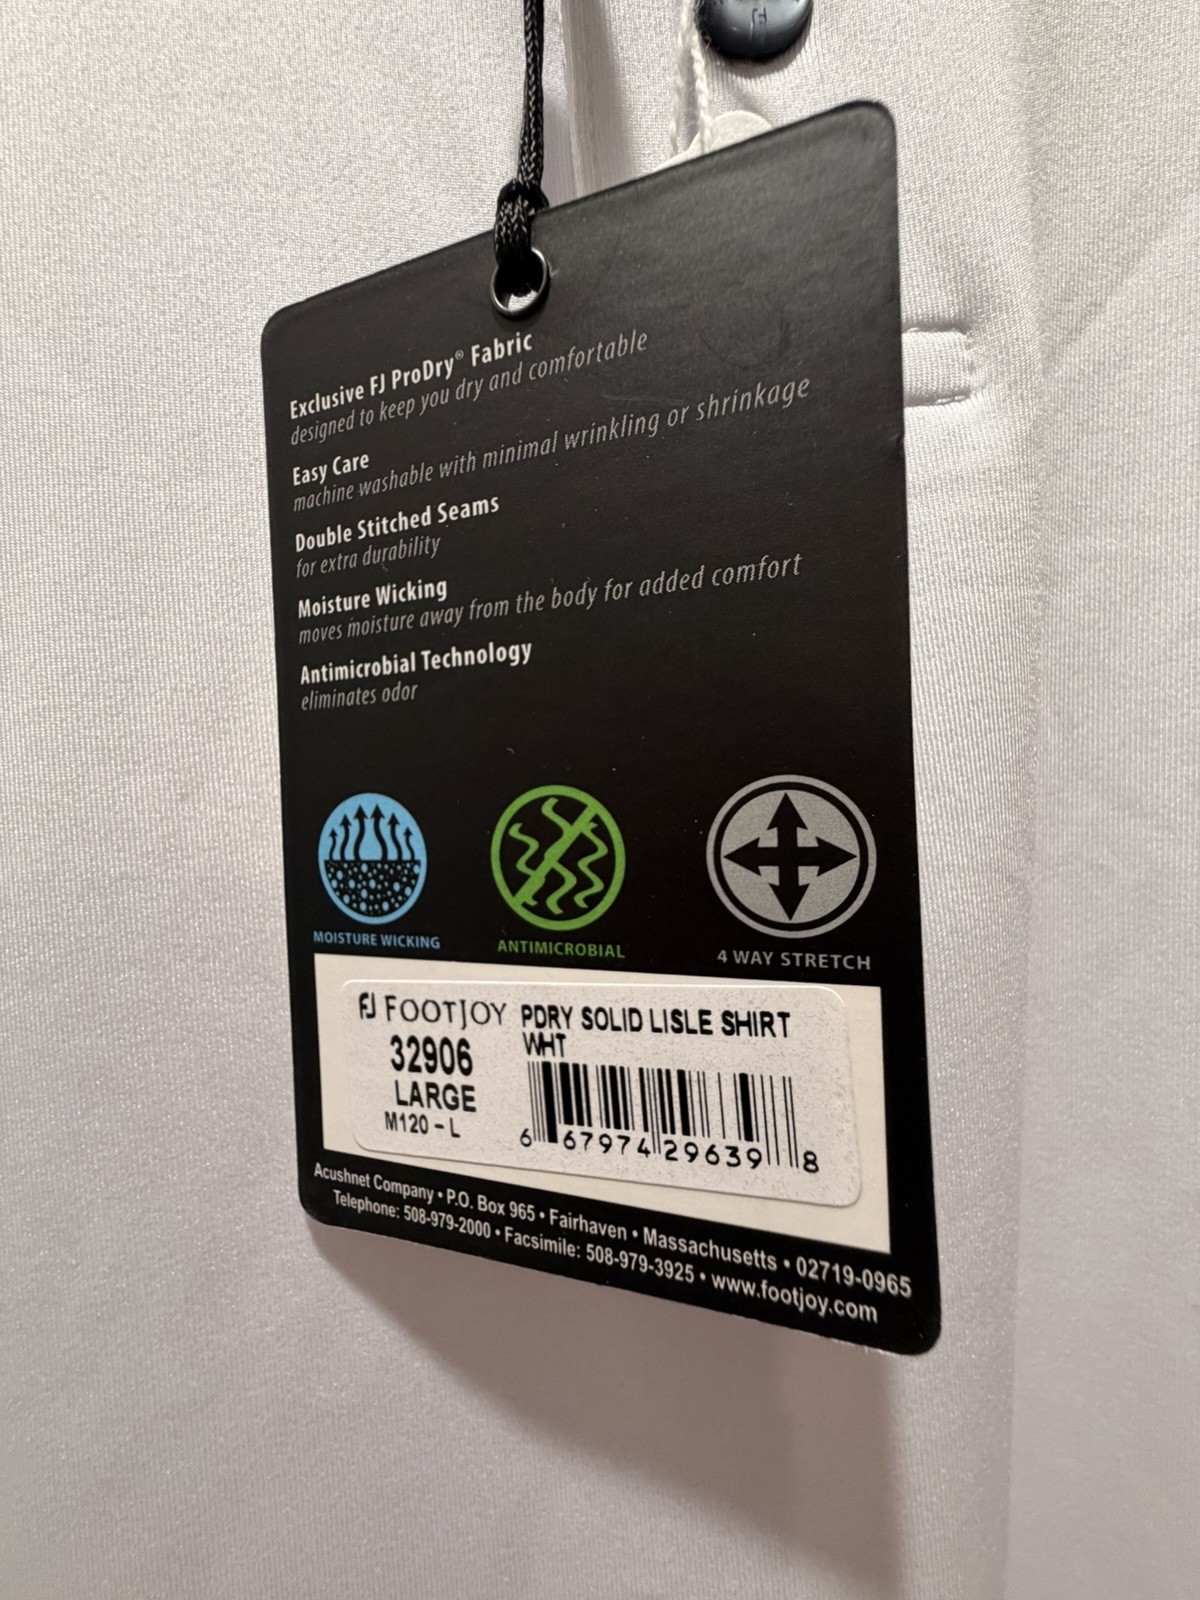 FJ
Exclusive FJ ProDry® Fabric
designed to keep you dry and comfortable
Easy Care
machine washable with minimal wrinkling or shrinkage
Double Stitched Seams
for extra durability
Moisture Wicking
moves moisture away from the body for added comfort
Antimicrobial Technology
eliminates odor
MOISTURE WICKING
ANTIMICROBIAL
4 WAY STRETCH
FJ FOOTJOY
32906
LARGE
M120 - L
PDRY SOLID LISLE SHIRT
WHT
6 67974 29639 8
Acushnet Company • P.O. Box 965 • Fairhaven • Massachusetts • 02719-0965
Telephone: 508-979-2000 • Facsimile: 508-979-3925 • www.footjoy.com